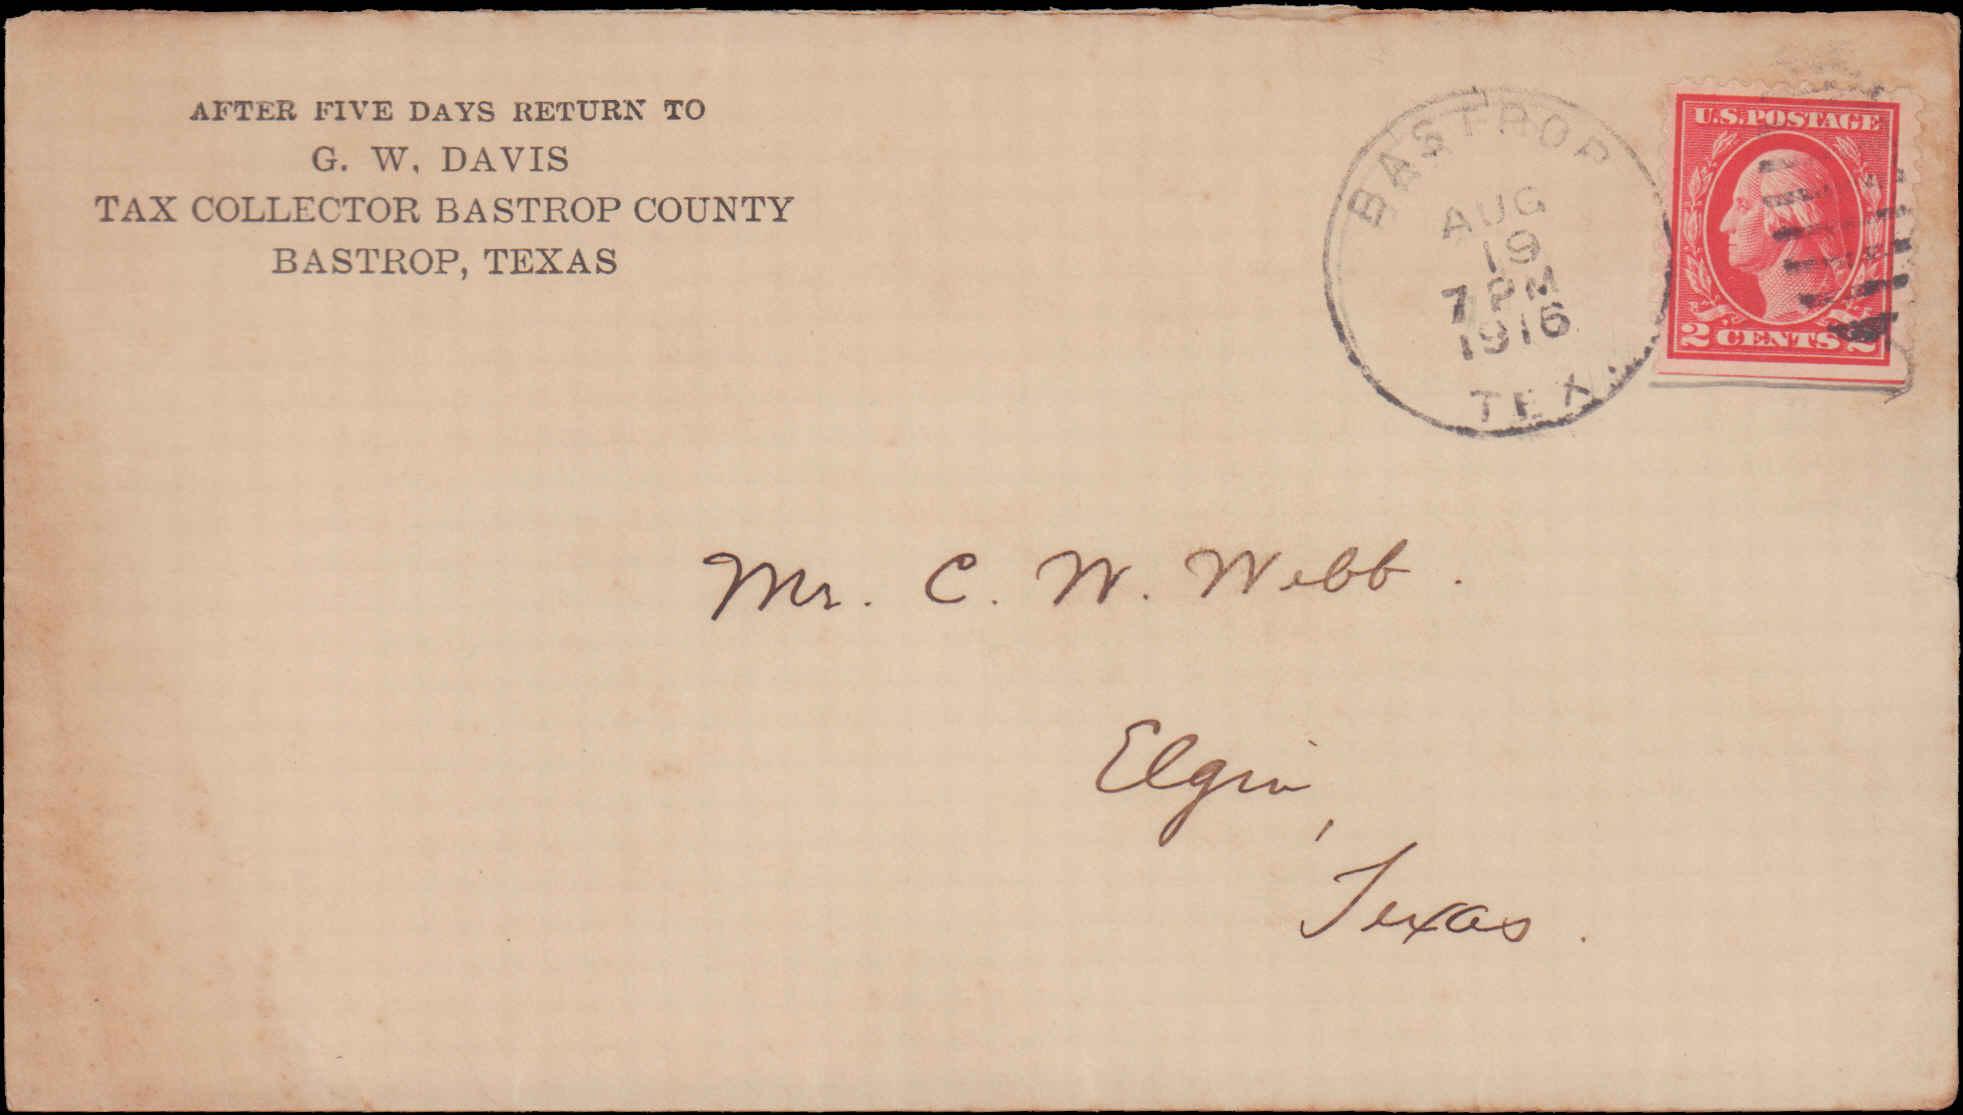 AFTER FIVE DAYS RETURN TO
G. W. DAVIS
TAX COLLECTOR BASTROP COUNTY
BASTROP, TEXAS
BASTROP
AUG
19
7 PM
1916
TEX.
U.S. POSTAGE
2 CENTS 2
Mr. C. W. Webb.
Elgin,
Texas.